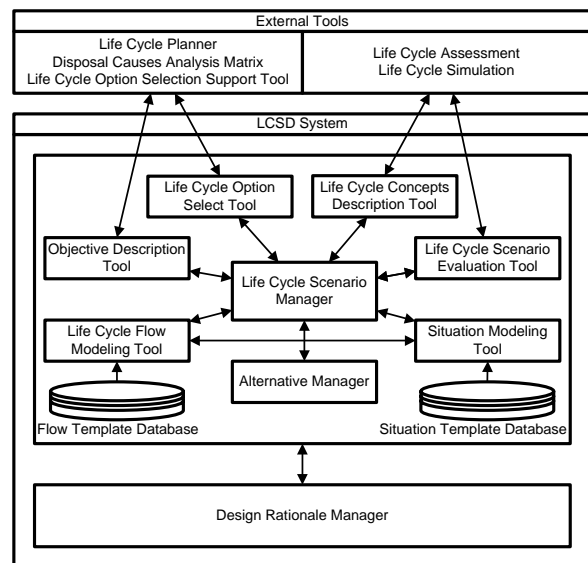 External Tools
Life Cycle Planner
Disposal Causes Analysis Matrix
Life Cycle Option Selection Support Tool
Life Cycle Assessment
Life Cycle Simulation
LCSD System
Life Cycle Option
Select Tool
Life Cycle Concepts
Description Tool
Objective Description
Tool
Life Cycle Scenario
Manager
Life Cycle Scenario
Evaluation Tool
Life Cycle Flow
Modeling Tool
Situation Modeling
Tool
Alternative Manager
Flow Template Database
Situation Template Database
Design Rationale Manager